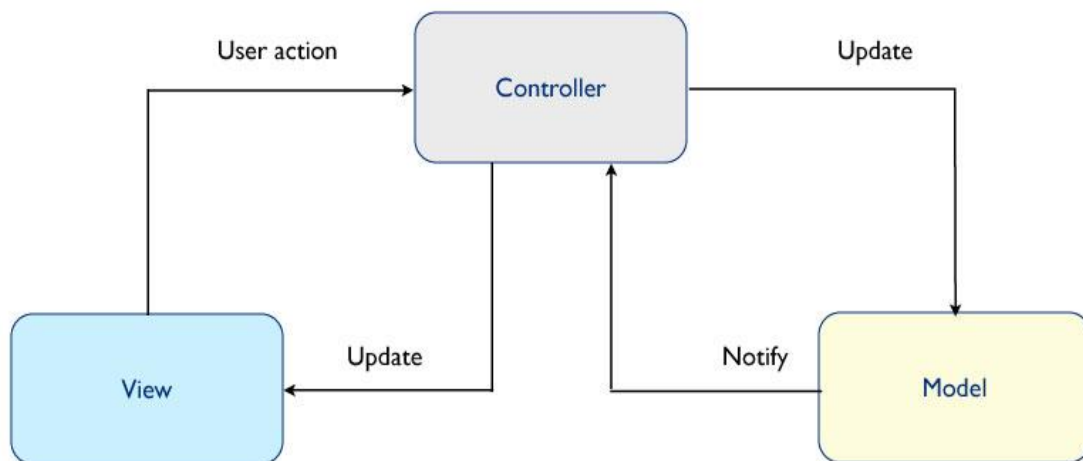 User action
Update
Controller
Update
Notify
View
Model